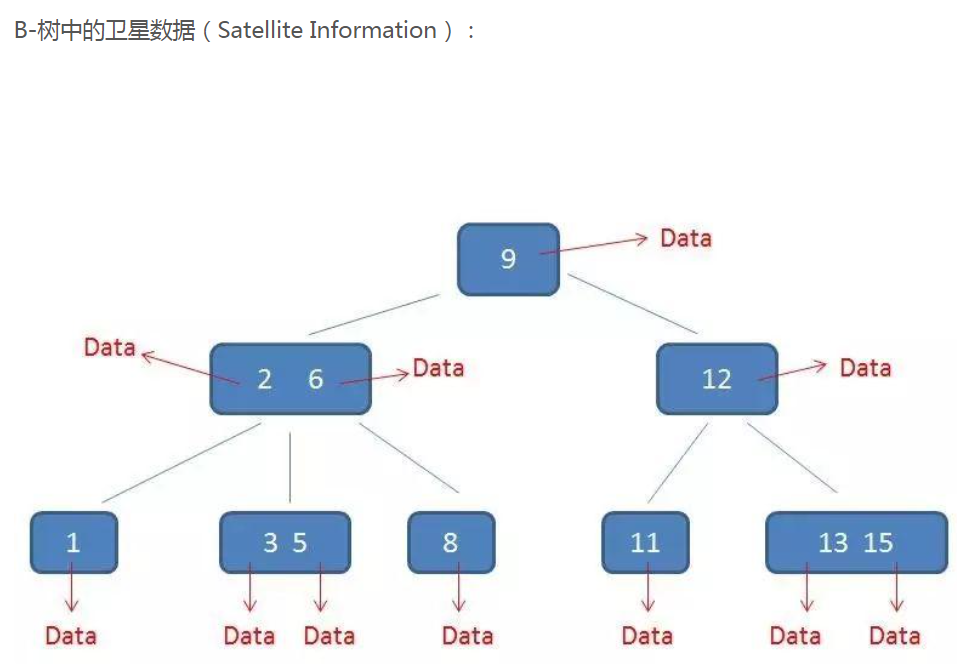 B-树中的卫星数据（Satellite Information）：
9 Data
Data 2 6 Data 12 Data
1 3 5 8 11 13 15
Data Data Data Data Data Data Data